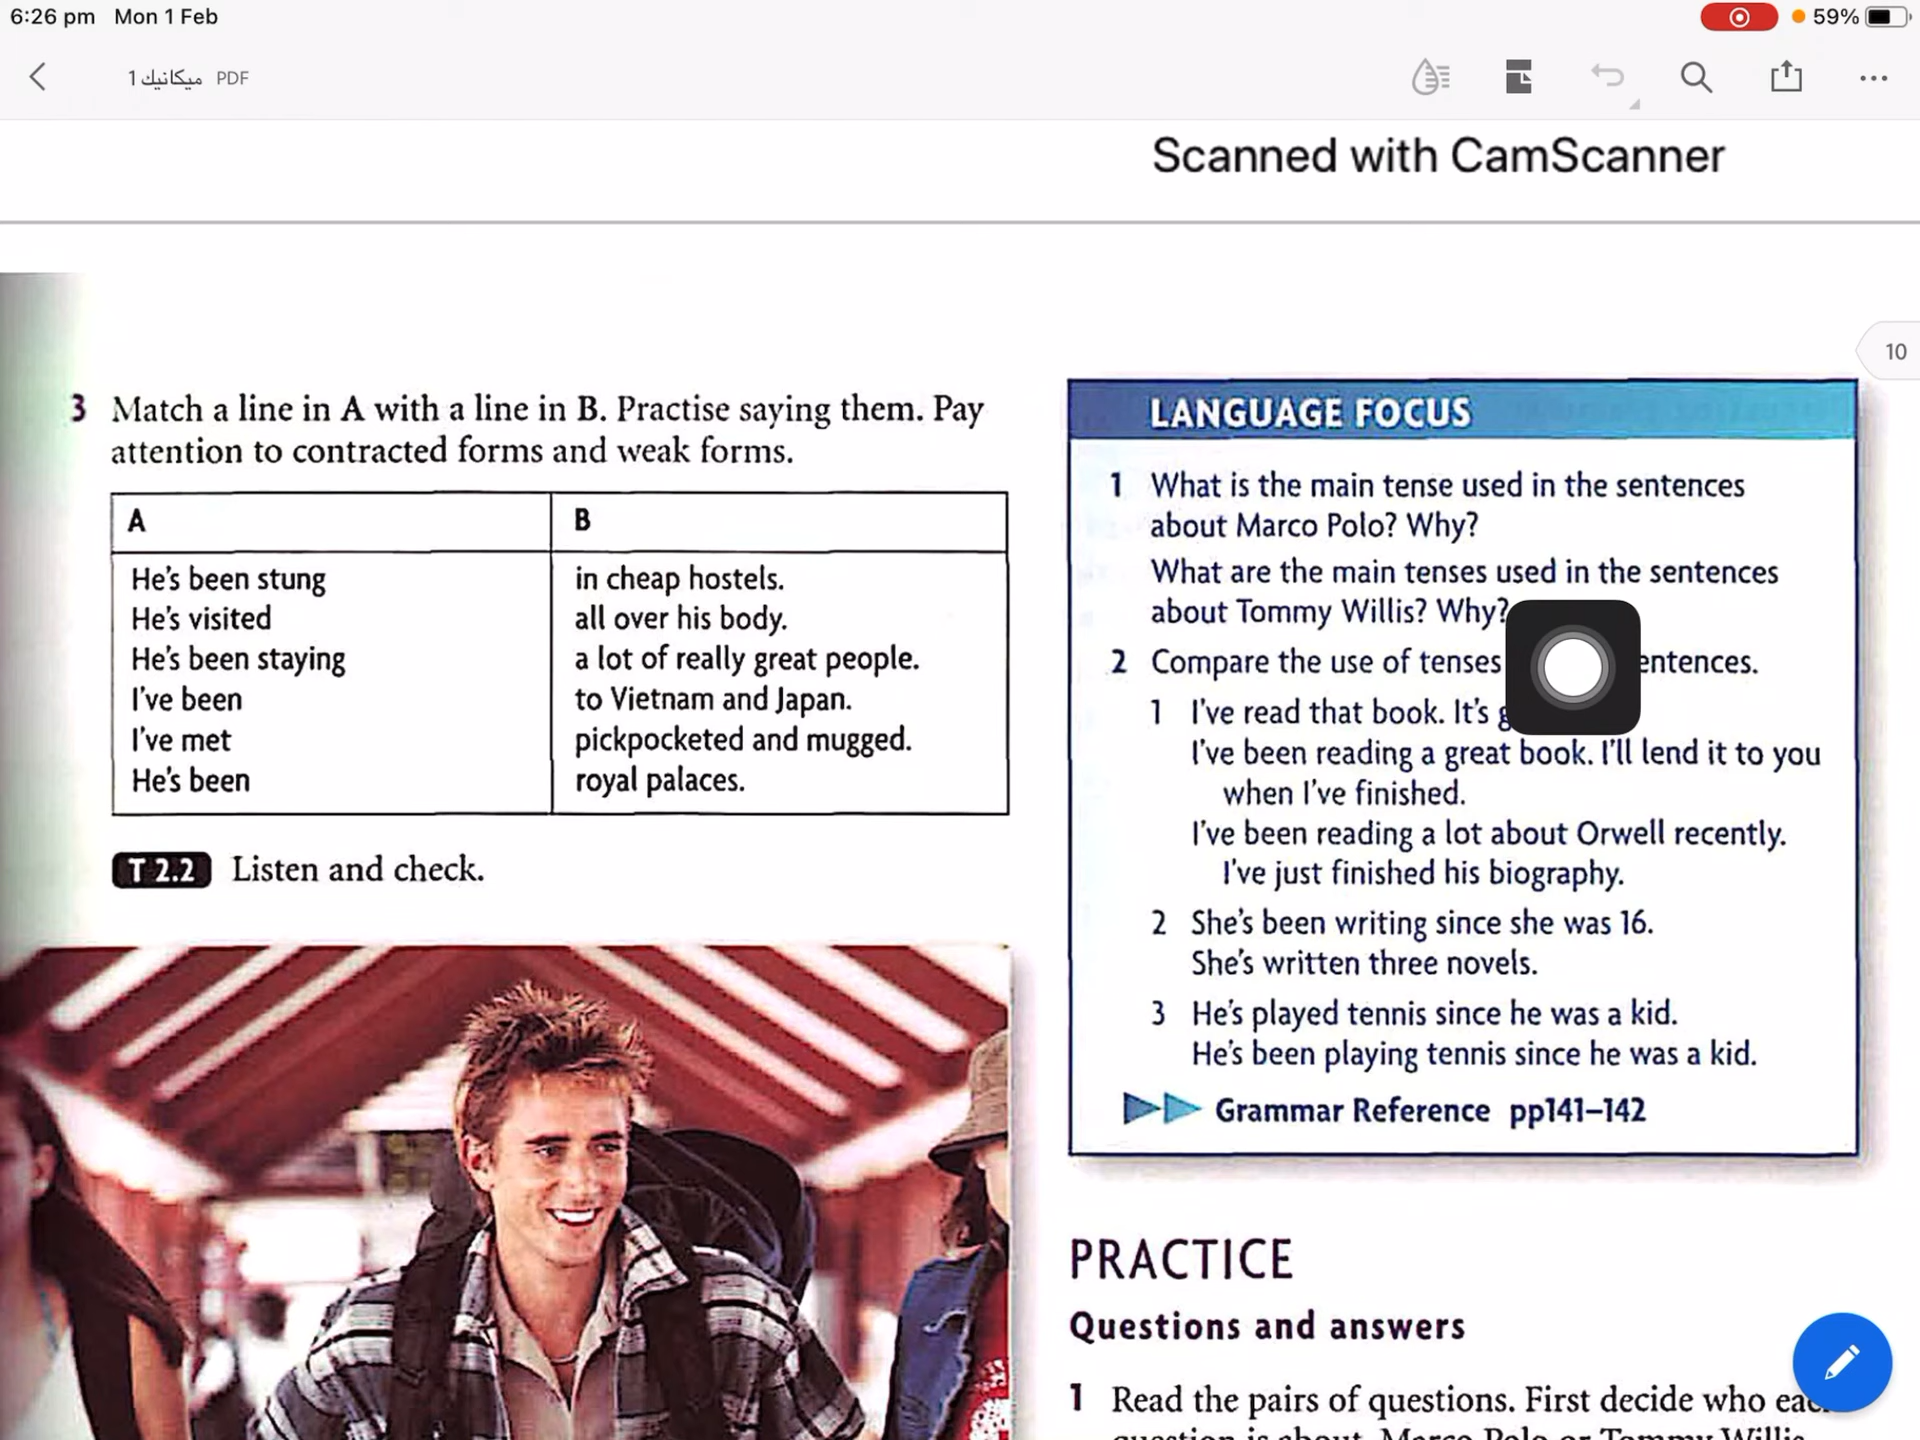 6:26 pm Mon 1 Feb
59%
ميكانيك 1 PDF
Scanned with CamScanner
10
3 Match a line in A with a line in B. Practise saying them. Pay
attention to contracted forms and weak forms.
A B
He's been stung in cheap hostels.
He's visited all over his body.
He's been staying a lot of really great people.
I've been to Vietnam and Japan.
I've met pickpocketed and mugged.
He's been royal palaces.
T 2.2 Listen and check.
LANGUAGE FOCUS
1 What is the main tense used in the sentences
about Marco Polo? Why?
What are the main tenses used in the sentences
about Tommy Willis? Why?
2 Compare the use of tenses entences.
1 I've read that book. It's g
I've been reading a great book. I'll lend it to you
when I've finished.
I've been reading a lot about Orwell recently.
I've just finished his biography.
2 She's been writing since she was 16.
She's written three novels.
3 He's played tennis since he was a kid.
He's been playing tennis since he was a kid.
Grammar Reference pp141–142
PRACTICE
Questions and answers
1 Read the pairs of questions. First decide who eac
question is about, Marco Polo or Tommy Willis